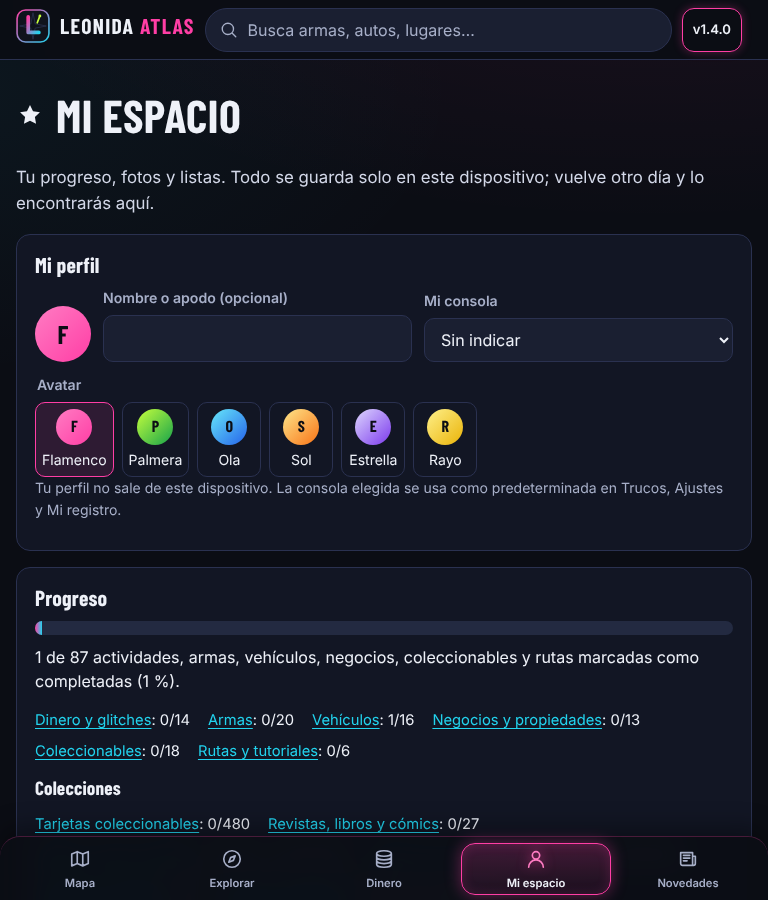 LEONIDA ATLAS
Busca armas, autos, lugares...
v1.4.0
MI ESPACIO
Tu progreso, fotos y listas. Todo se guarda solo en este dispositivo; vuelve otro día y lo
encontrarás aquí.
Mi perfil
F
Nombre o apodo (opcional)
Mi consola
Sin indicar
Avatar
F
Flamenco
P
Palmera
O
Ola
S
Sol
E
Estrella
R
Rayo
Tu perfil no sale de este dispositivo. La consola elegida se usa como predeterminada en Trucos, Ajustes
y Mi registro.
Progreso
1 de 87 actividades, armas, vehículos, negocios, coleccionables y rutas marcadas como
completadas (1 %).
Dinero y glitches: 0/14 Armas: 0/20 Vehículos: 1/16 Negocios y propiedades: 0/13
Coleccionables: 0/18 Rutas y tutoriales: 0/6
Colecciones
Tarjetas coleccionables: 0/480 Revistas, libros y cómics: 0/27
Mapa
Explorar
Dinero
Mi espacio
Novedades